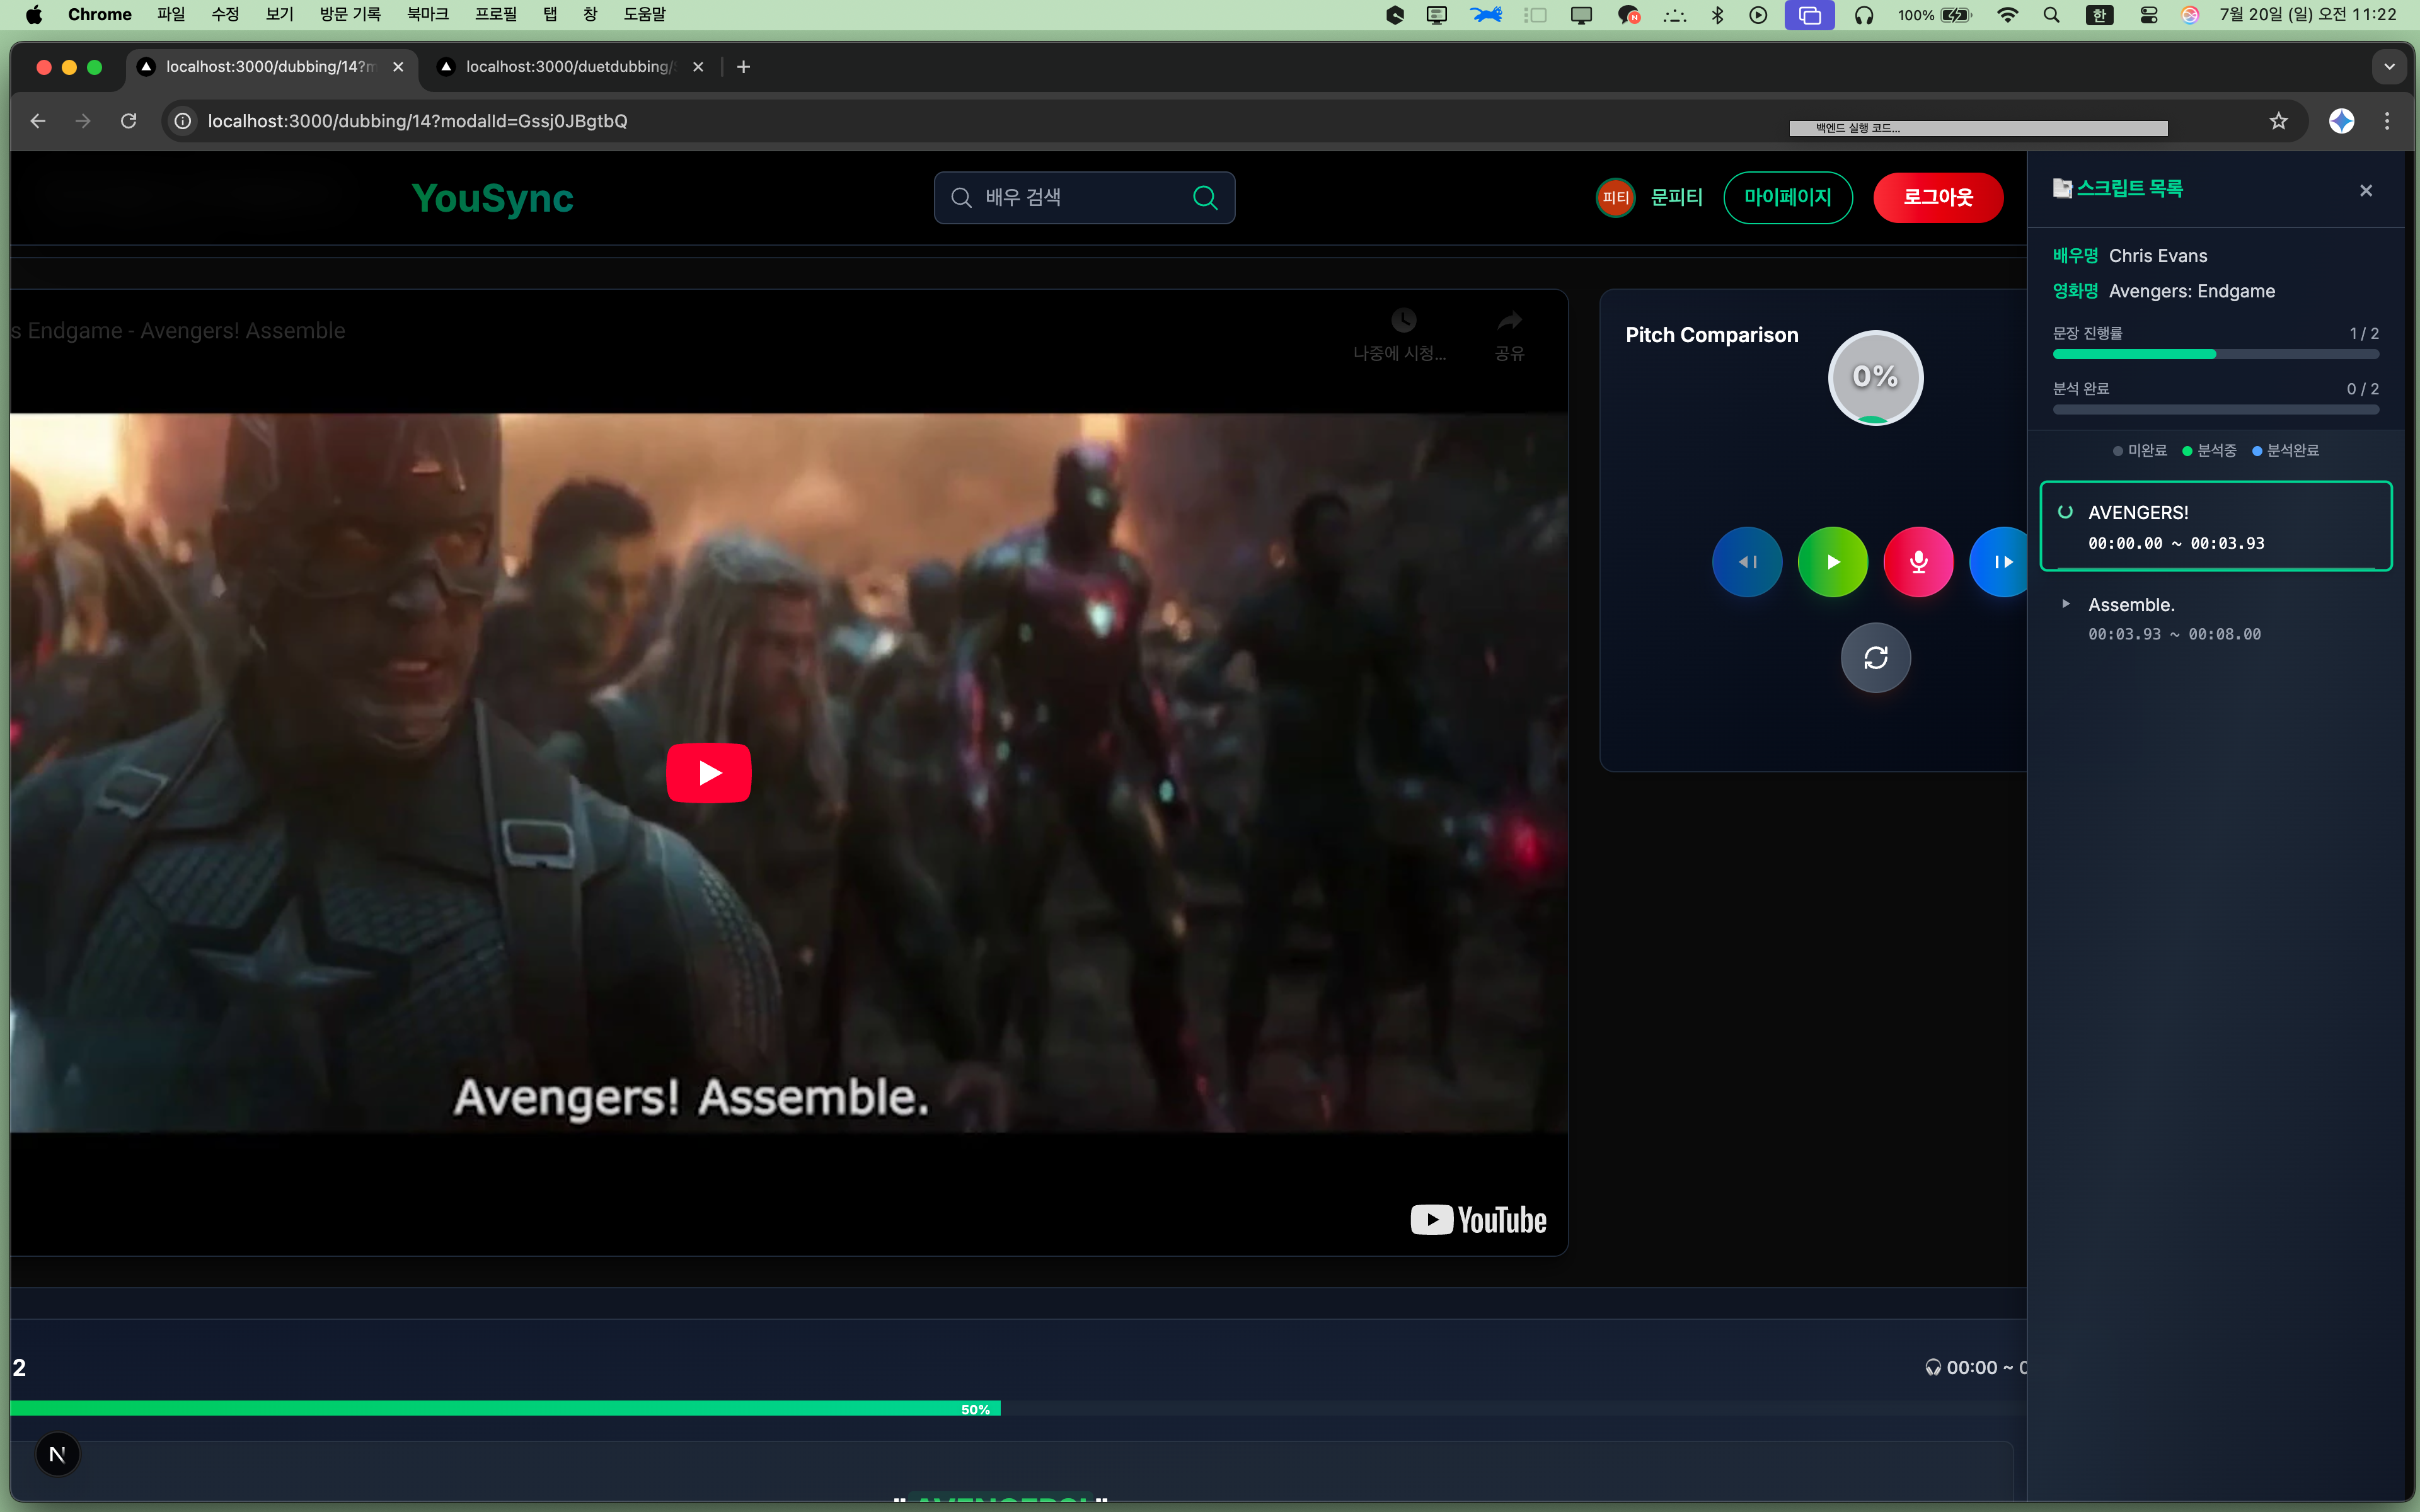 Chrome 파일 수정 보기 방문 기록 북마크 프로필 탭 창 도움말 100% 한 7월 20일 (일) 오전 11:22
localhost:3000/dubbing/14?m localhost:3000/duetdubbing/
localhost:3000/dubbing/14?modalId=Gssj0JBgtbQ
백엔드 실행 코드...
YouSync
배우 검색
피티 문피티 마이페이지 로그아웃
s Endgame - Avengers! Assemble
나중에 시청...
공유
Avengers! Assemble.
YouTube
Pitch Comparison
0%
스크립트 목록
배우명 Chris Evans
영화명 Avengers: Endgame
문장 진행률 1 / 2
분석 완료 0 / 2
미완료 분석중 분석완료
AVENGERS!
00:00.00 ~ 00:03.93
Assemble.
00:03.93 ~ 00:08.00
2
00:00 ~ 0
50%
N
"AVENGERS!"